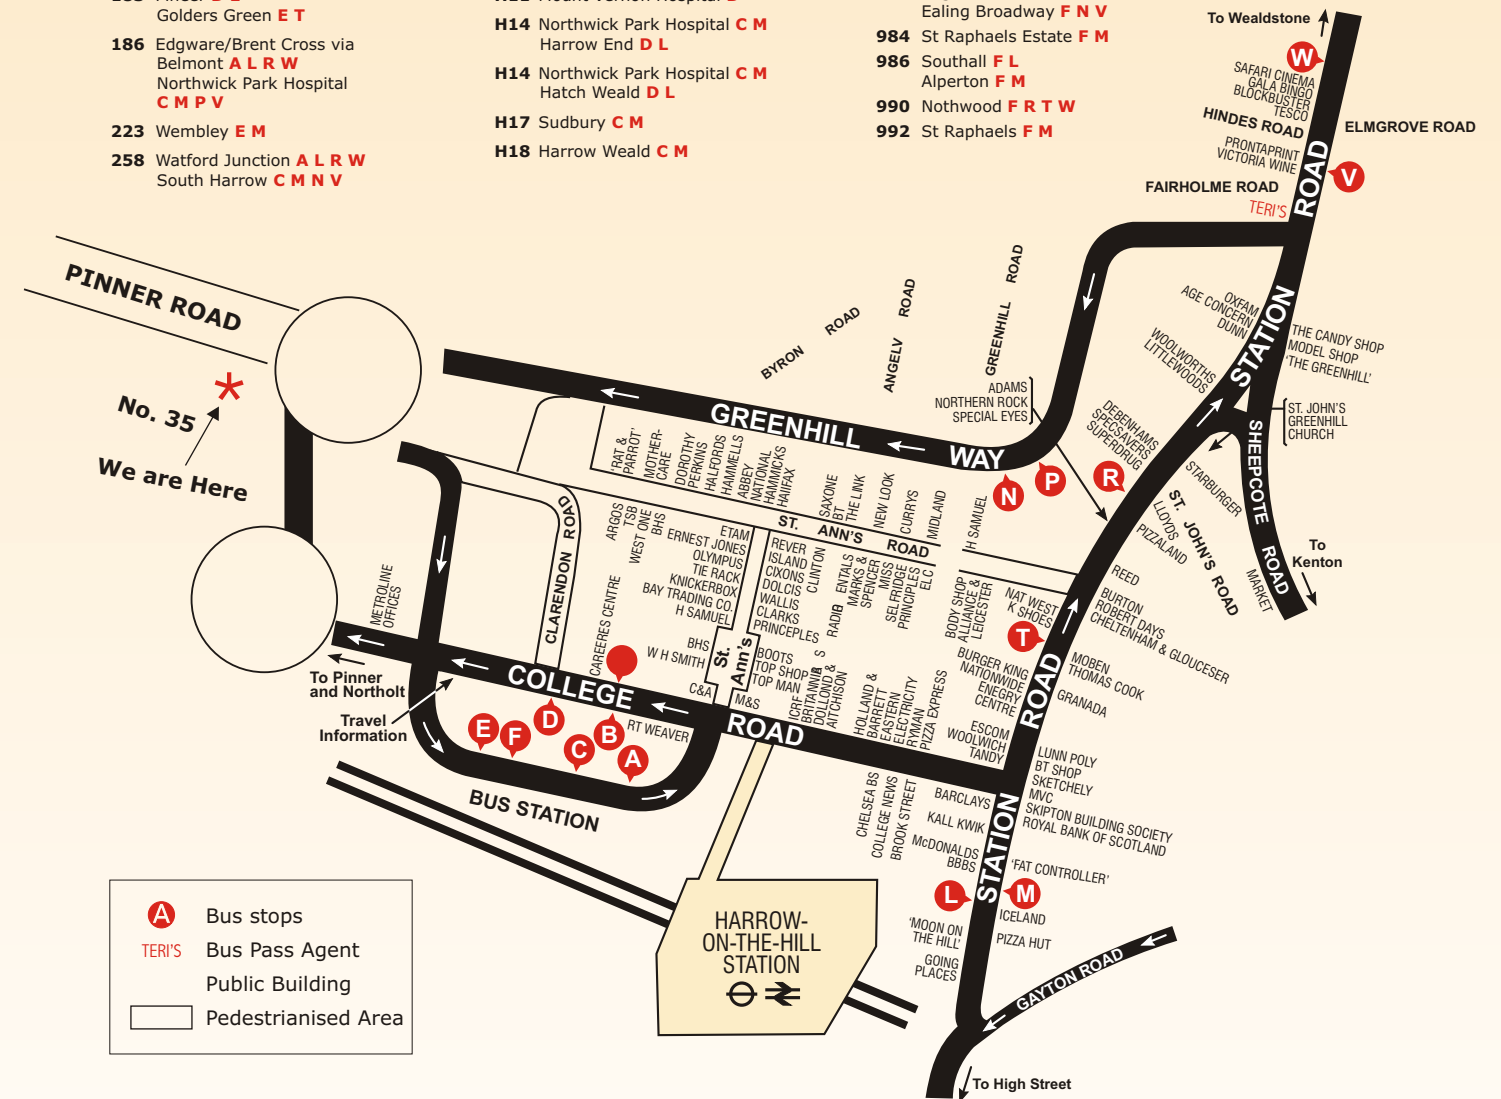 Golders Green E T
186 Edgware/Brent Cross via
Belmont A L R W
Northwick Park Hospital
C M P V
223 Wembley E M
258 Watford Junction A L R W
South Harrow C M N V
H14 Northwick Park Hospital C M
Harrow End D L
H14 Northwick Park Hospital C M
Hatch Weald D L
H17 Sudbury C M
H18 Harrow Weald C M
Ealing Broadway F N V
984 St Raphaels Estate F M
986 Southall F L
Alperton F M
990 Nothwood F R T W
992 St Raphaels F M
To Wealdstone
W
SAFARI CINEMA
GALA BINGO
BLOCKBUSTER
TESCO
HINDES ROAD
ELMGROVE ROAD
PRONTAPRINT
VICTORIA WINE
V
FAIRHOLME ROAD
TERI'S
STATION ROAD
PINNER ROAD
No. 35
We are Here
BYRON ROAD
ANGELV ROAD
GREENHILL ROAD
OXFAM
AGE CONCERN
DUNN
WOOLWORTHS
LITTLEWOODS
THE CANDY SHOP
MODEL SHOP
'THE GREENHILL'
ADAMS
NORTHERN ROCK
SPECIAL EYES
DEBENHAMS
SPECSAVERS
SUPERDRUG
ST. JOHN'S
GREENHILL
CHURCH
SHEEPCOTE ROAD
GREENHILL WAY
N
P
R
'RAT &
PARROT'
MOTHER-
CARE
DOROTHY
PERKINS
HALFORDS
HAMMELLS
ABBEY
NATIONAL
HAMMICKS
HAIIFAX
SAXONE
BT
THE LINK
NEW LOOK
CURRYS
MIDLAND
H SAMUEL
STARBURGER
ST. JOHN'S ROAD
LLOYDS
PIZZALAND
MARKET
To
Kenton
ST. ANN'S ROAD
CLARENDON ROAD
ARGOS
TSB
WEST ONE
BHS
ETAM
ERNEST JONES
OLYMPUS
TIE RACK
KNICKERBOX
BAY TRADING CO.
H SAMUEL
BHS
W H SMITH
C&A
REVER
ISLAND
CIXONS
DOLCIS
WALLIS
CLARKS
PRINCEPLES
CLINTON
St. Ann's
BOOTS
TOP SHOP
TOP MAN
M&S
MARKS &
SPENCER
MISS
SELFRIDGE
PRINCIPLES
ELC
BODY SHOP
ALLIANCE &
LEICESTER
NAT WEST
K SHOES
T
REED
BURTON
ROBERT DAYS
CHELTENHAM & GLOUCESER
MOBEN
THOMAS COOK
GRANADA
BURGER KING
NATIONWIDE
ENEGRY
CENTRE
ESCOM
WOOLWICH
TANDY
METROLINE
OFFICES
CAREERES CENTRE
COLLEGE ROAD
To Pinner
and Northolt
Travel
Information
E
F
D
C
B
A
RT WEAVER
BUS STATION
ICRF
DOLLOND &
AITCHISON
HOLLAND &
BARRETT
EASTERN
ELECTRICITY
RYMAN
PIZZA EXPRESS
ROAD
LUNN POLY
BT SHOP
SKETCHELY
MVC
SKIPTON BUILDING SOCIETY
ROYAL BANK OF SCOTLAND
CHELSEA BS
COLLEGE NEWS
BROOK STREET
BARCLAYS
KALL KWIK
McDONALDS
BBBS
STATION
'FAT CONTROLLER'
L
M
ICELAND
PIZZA HUT
'MOON ON
THE HILL'
GOING
PLACES
GAYTON ROAD
To High Street
HARROW-
ON-THE-HILL
STATION
A Bus stops
TERI'S Bus Pass Agent
Public Building
Pedestrianised Area